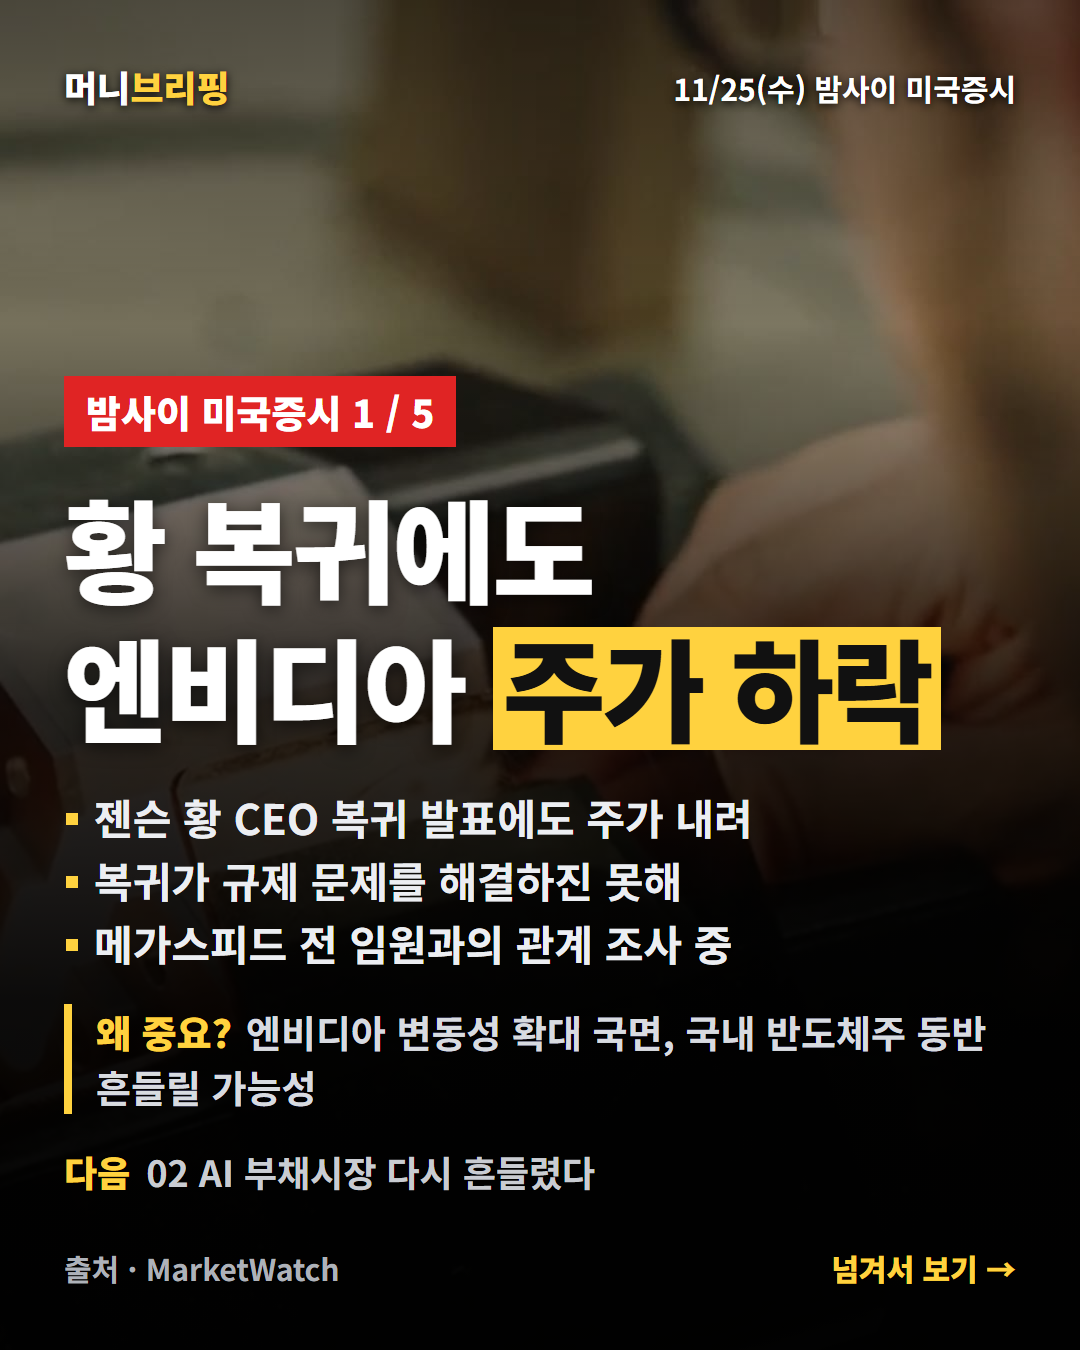 머니브리핑
11/25(수) 밤사이 미국증시
밤사이 미국증시 1 / 5
황 복귀에도
엔비디아 주가 하락
젠슨 황 CEO 복귀 발표에도 주가 내려
복귀가 규제 문제를 해결하진 못해
메가스피드 전 임원과의 관계 조사 중
왜 중요? 엔비디아 변동성 확대 국면, 국내 반도체주 동반
흔들릴 가능성
다음 02 AI 부채시장 다시 흔들렸다
출처 · MarketWatch
넘겨서 보기 →